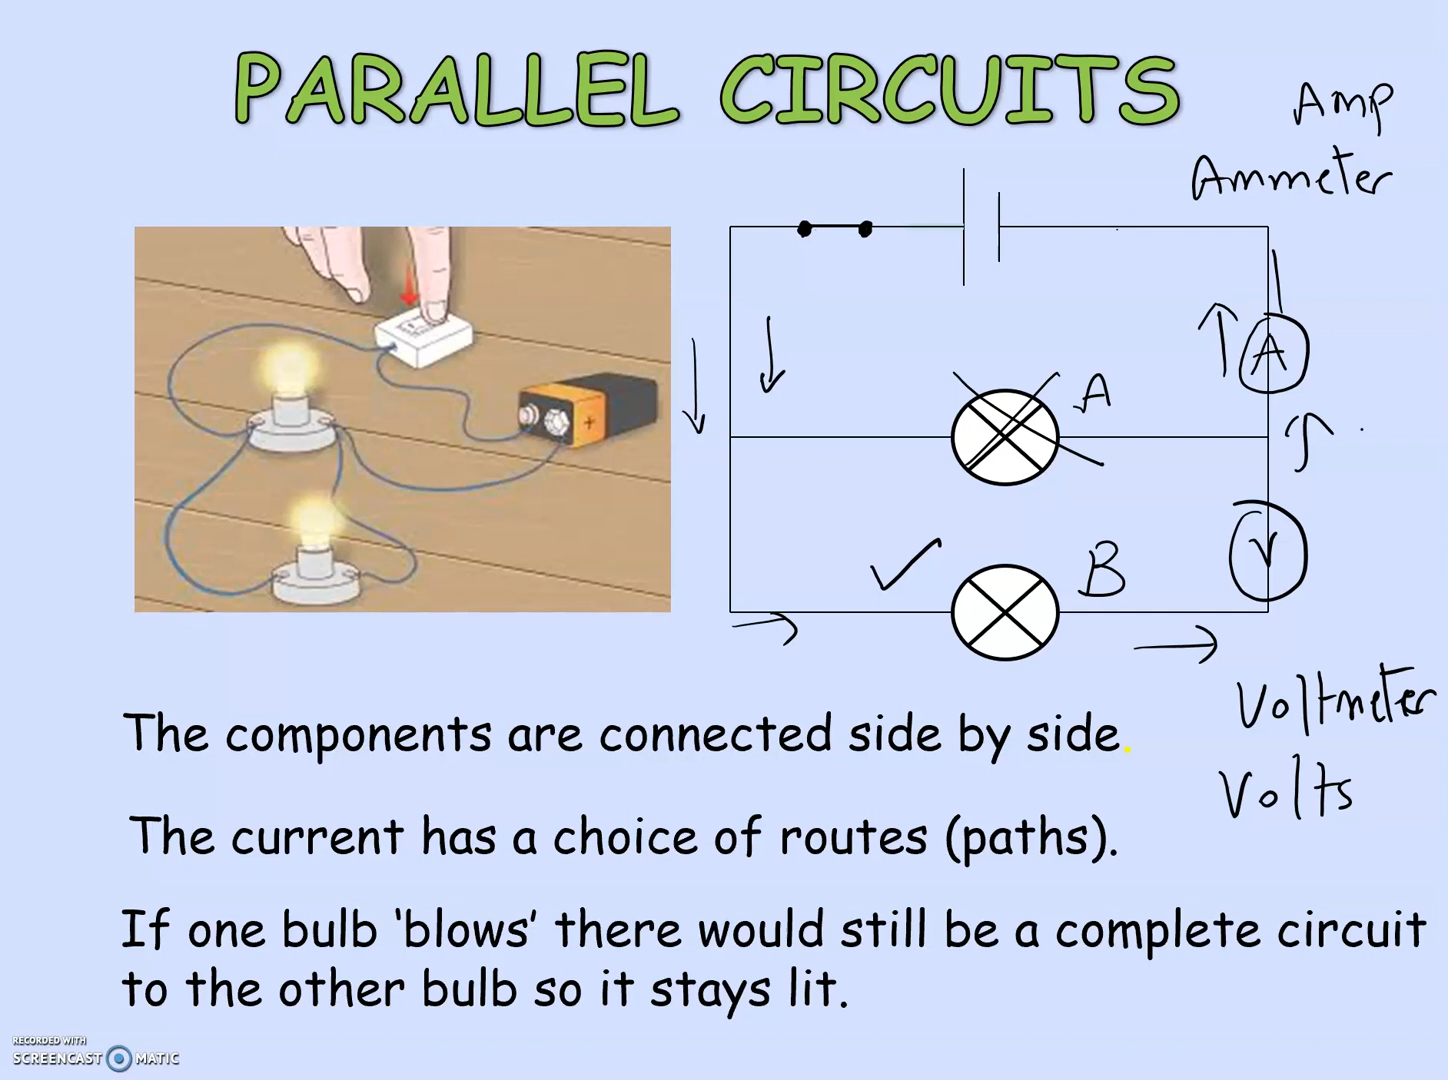 PARALLEL CIRCUITS
Amp
Ammeter
A
A
V
B
Voltmeter
Volts
The components are connected side by side.
The current has a choice of routes (paths).
If one bulb ‘blows’ there would still be a complete circuit
to the other bulb so it stays lit.
RECORDED WITH
SCREENCAST MATIC